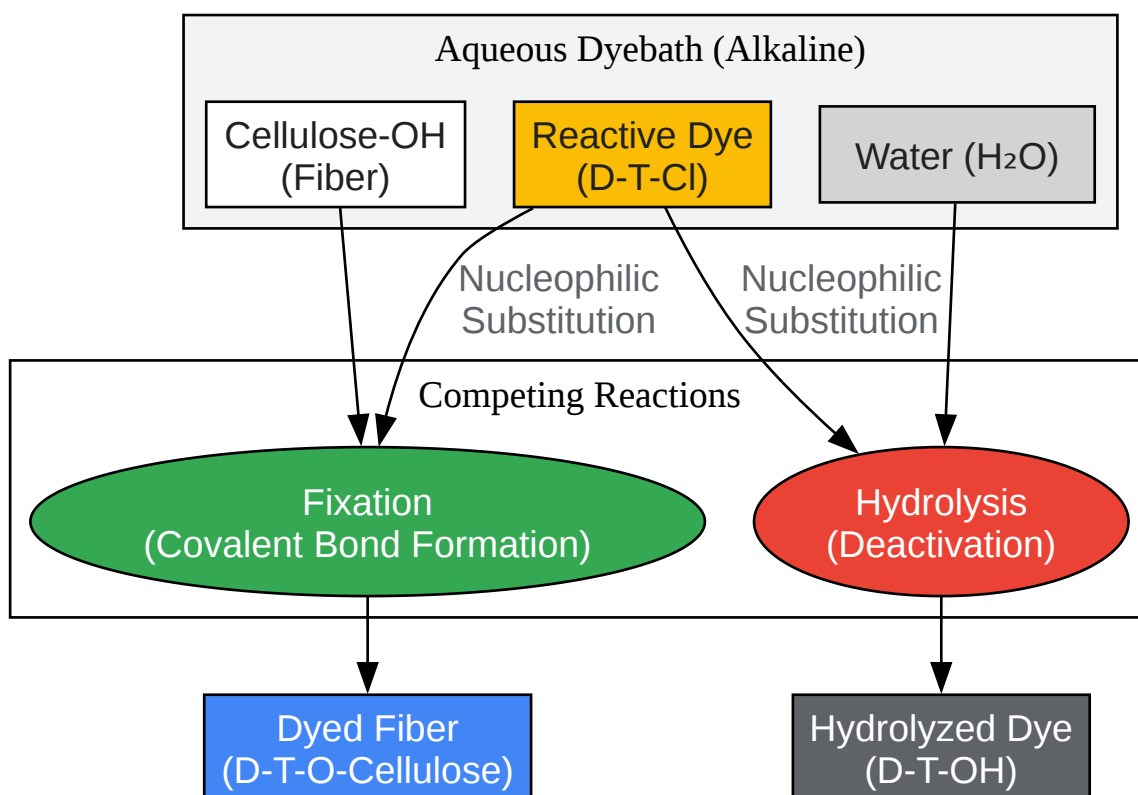 Aqueous Dyebath (Alkaline)
Cellulose-OH
(Fiber)
Reactive Dye
(D-T-Cl)
Water (H₂O)
Nucleophilic
Substitution
Nucleophilic
Substitution
Competing Reactions
Fixation
(Covalent Bond Formation)
Hydrolysis
(Deactivation)
Dyed Fiber
(D-T-O-Cellulose)
Hydrolyzed Dye
(D-T-OH)